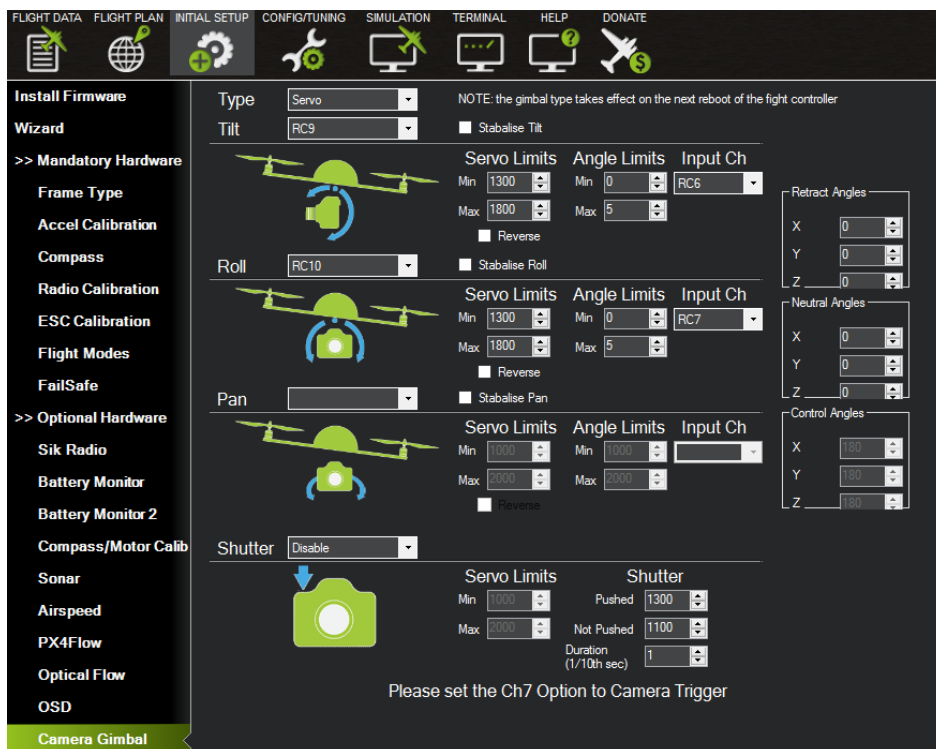 FLIGHT DATA FLIGHT PLAN INITIAL SETUP CONFIG/TUNING SIMULATION TERMINAL HELP DONATE
Install Firmware
Wizard
>> Mandatory Hardware
Frame Type
Accel Calibration
Compass
Radio Calibration
ESC Calibration
Flight Modes
FailSafe
>> Optional Hardware
Sik Radio
Battery Monitor
Battery Monitor 2
Compass/Motor Calib
Sonar
Airspeed
PX4Flow
Optical Flow
OSD
Camera Gimbal
Type Servo NOTE: the gimbal type takes effect on the next reboot of the fight controller
Tilt RC9 Stabalise Tilt
Servo Limits Angle Limits Input Ch
Min 1300 Min 0 RC6
Max 1800 Max 5
Reverse
Roll RC10 Stabalise Roll
Servo Limits Angle Limits Input Ch
Min 1300 Min 0 RC7
Max 1800 Max 5
Reverse
Pan Stabalise Pan
Servo Limits Angle Limits Input Ch
Min 1000 Min 1000
Max 2000 Max 2000
Reverse
Shutter Disable
Servo Limits Shutter
Min 1000 Pushed 1300
Max 2000 Not Pushed 1100
Duration
(1/10th sec) 1
Please set the Ch7 Option to Camera Trigger
Retract Angles
X 0
Y 0
Z 0
Neutral Angles
X 0
Y 0
Z 0
Control Angles
X 180
Y 180
Z 180